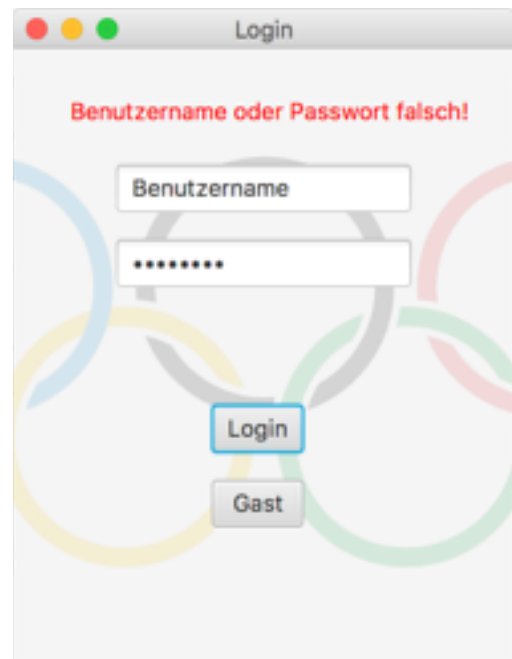 Login
Benutzername oder Passwort falsch!
Benutzername
••••••••
Login
Gast